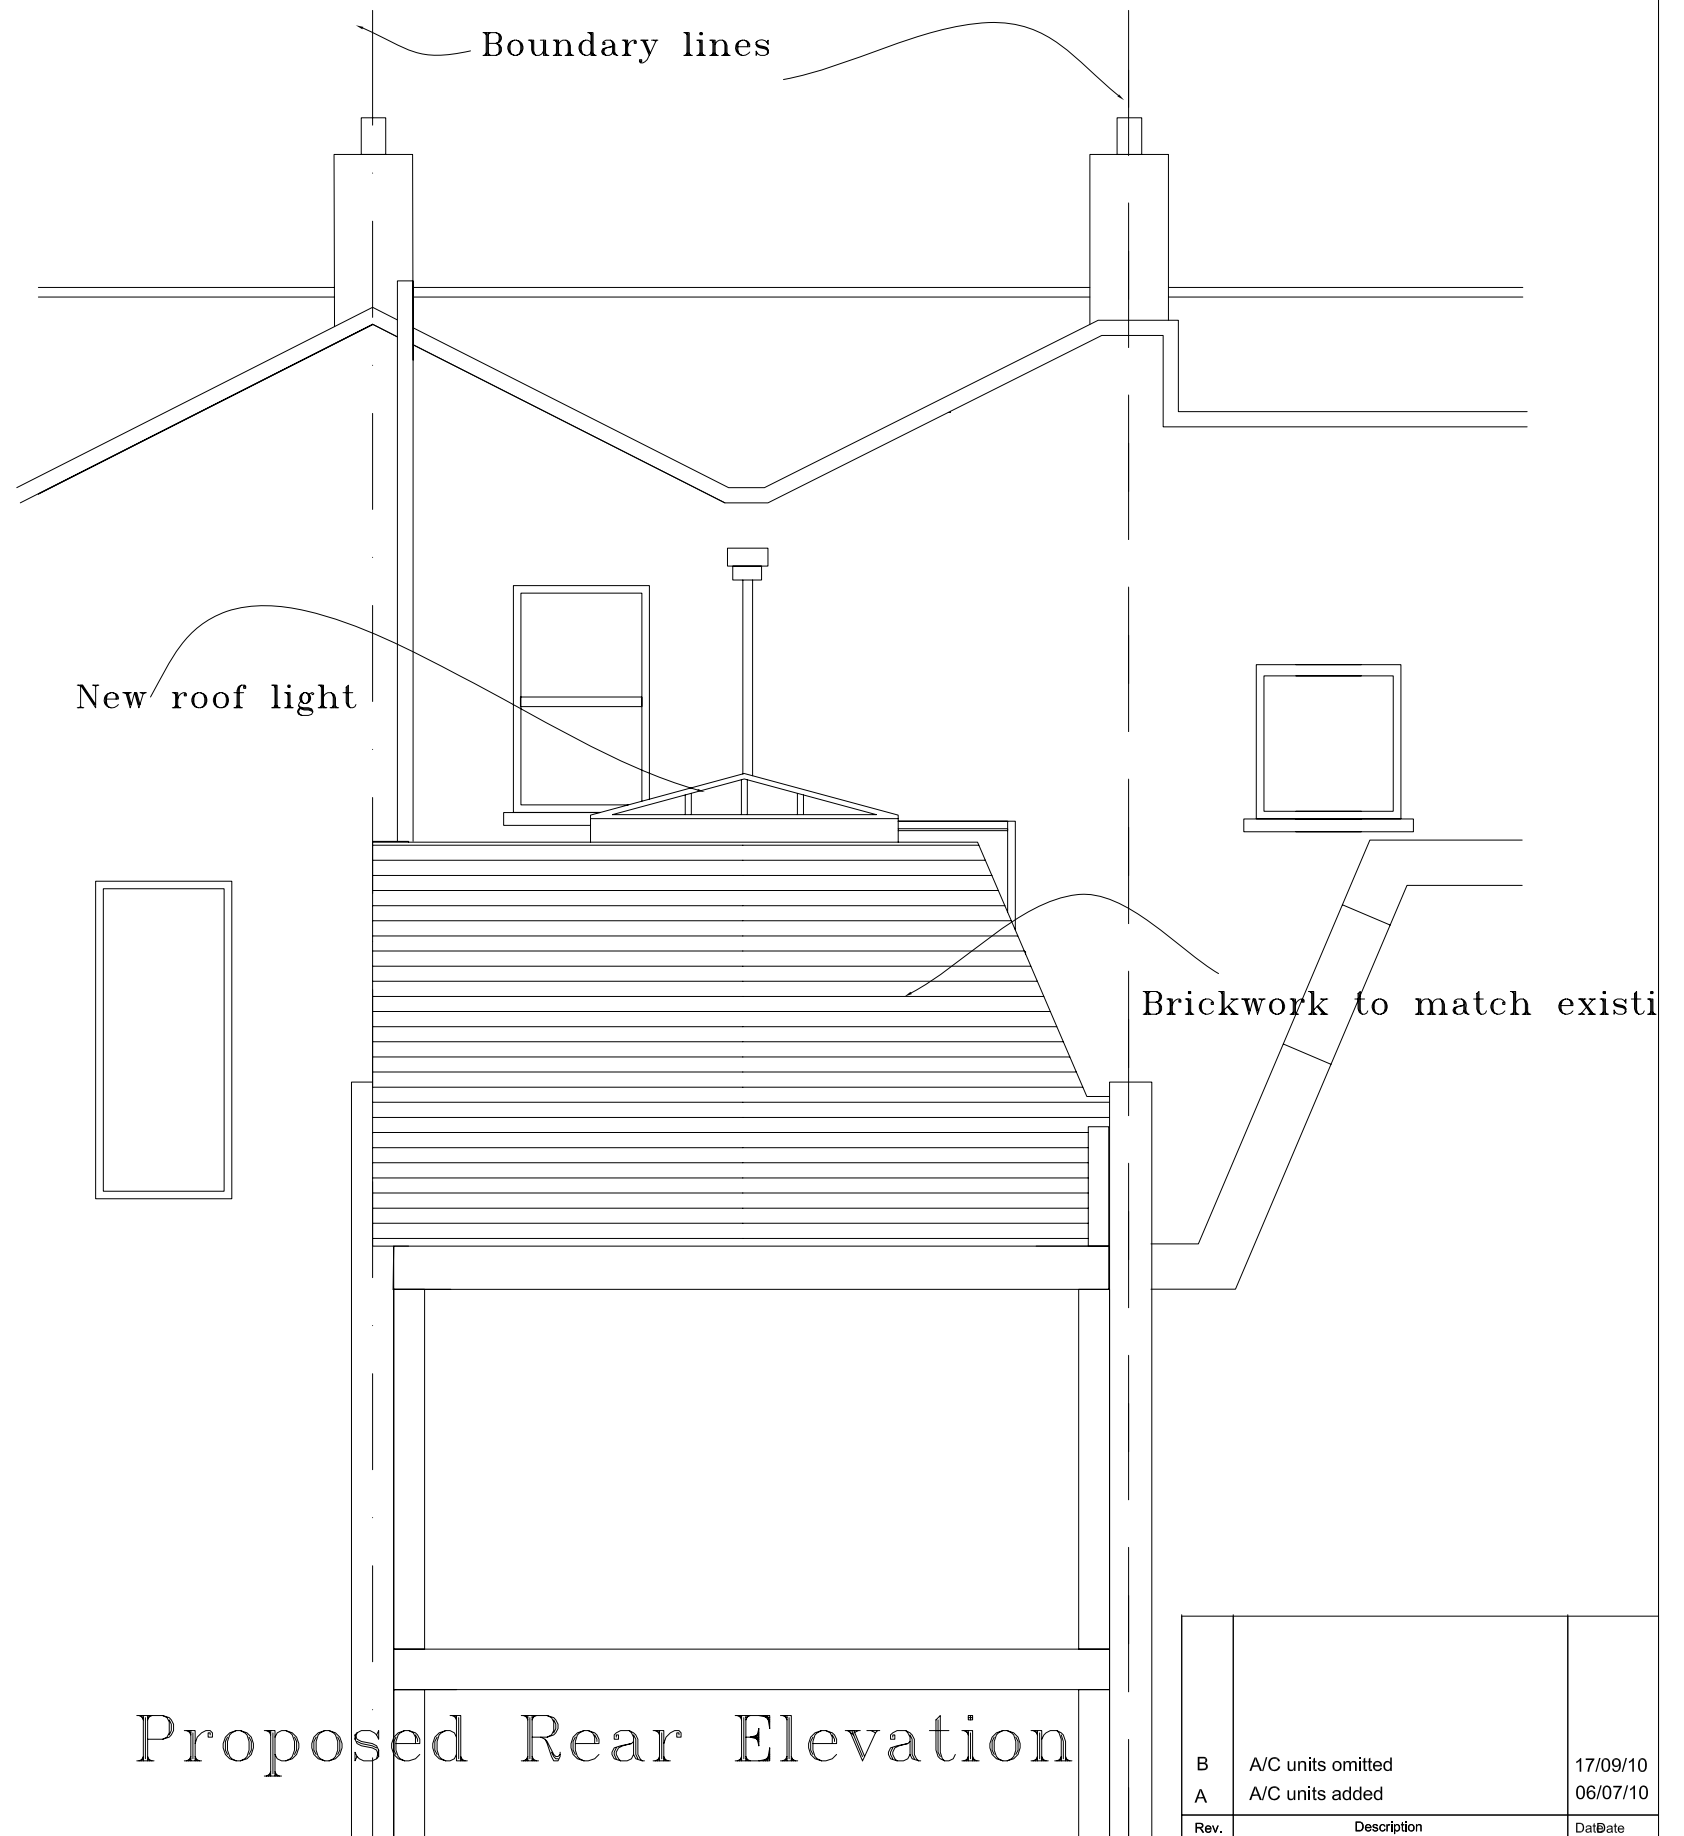 Boundary lines
New roof light
Brickwork to match existi
Proposed Rear Elevation
B A/C units omitted 17/09/10
A A/C units added 06/07/10
Rev. Description Date